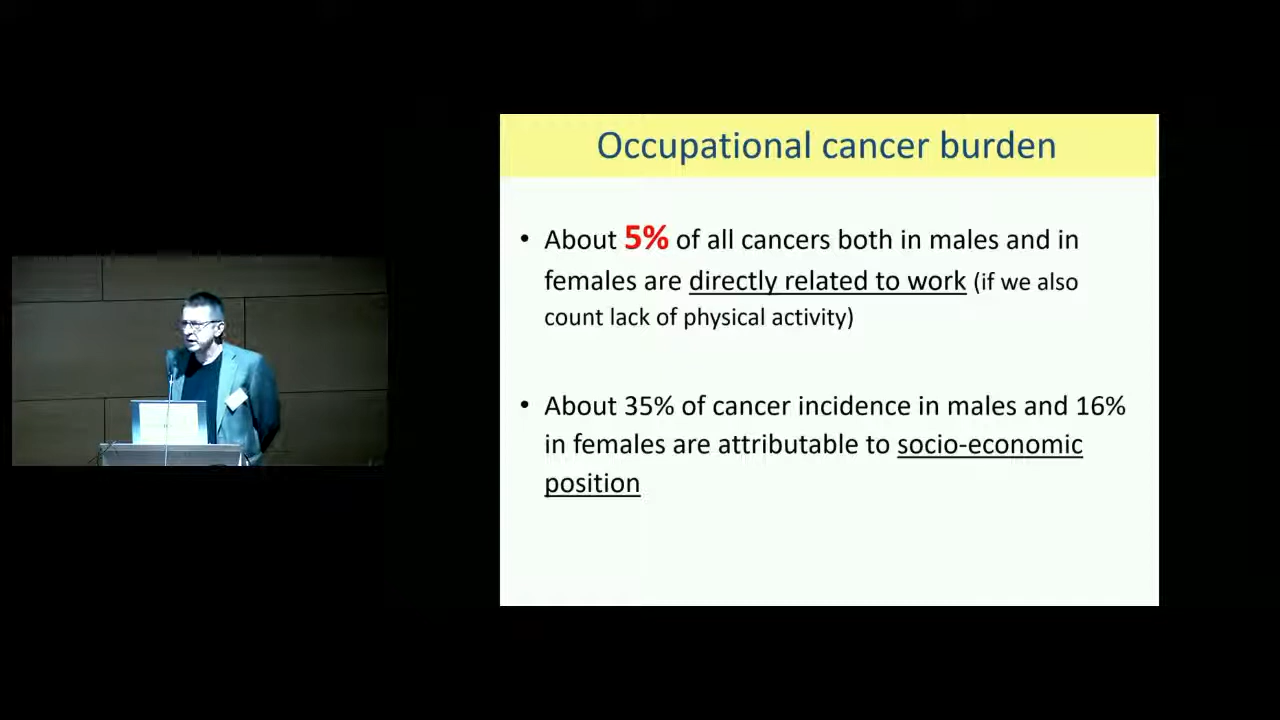 Occupational cancer burden
• About 5% of all cancers both in males and in
females are directly related to work (if we also
count lack of physical activity)
• About 35% of cancer incidence in males and 16%
in females are attributable to socio-economic
position